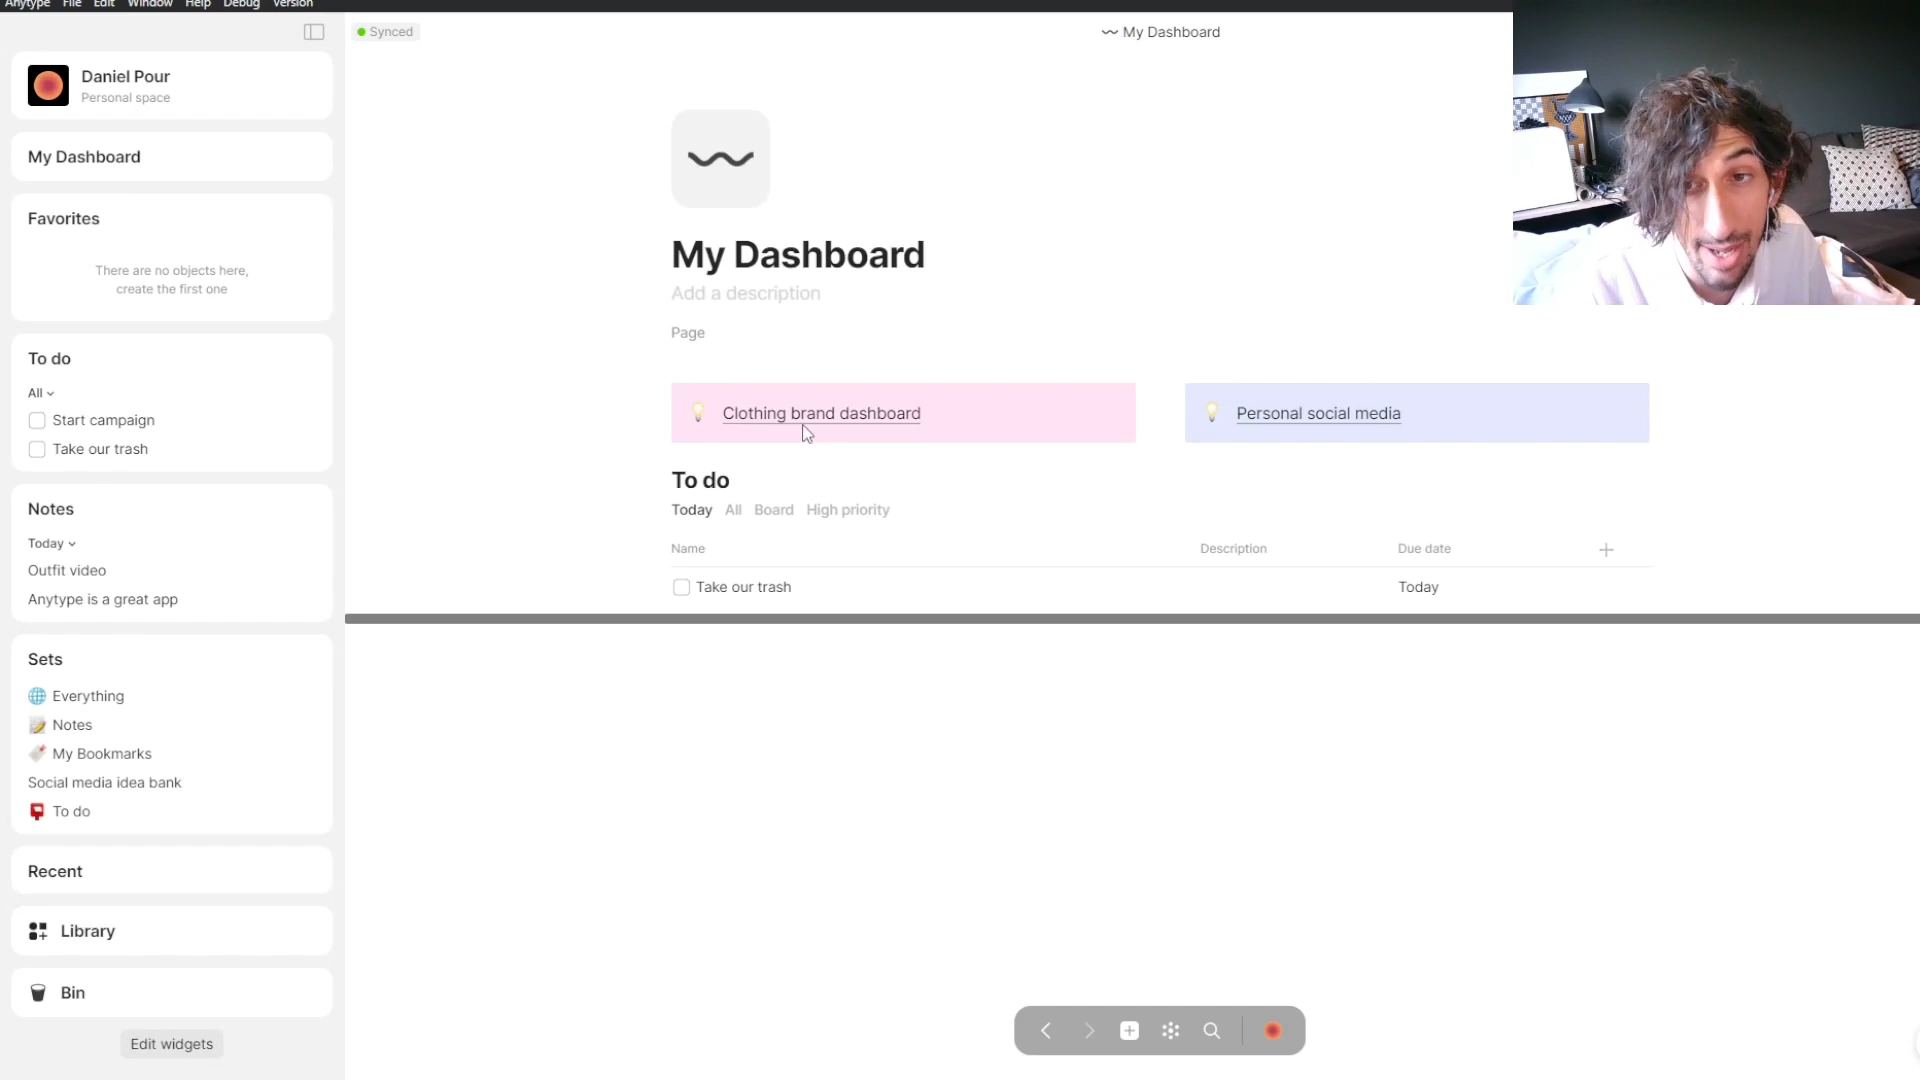 Anytype File Edit Window Help Debug Version
Synced
My Dashboard
Daniel Pour
Personal space
My Dashboard
Favorites
There are no objects here,
create the first one
To do
All
Start campaign
Take our trash
Notes
Today
Outfit video
Anytype is a great app
Sets
Everything
Notes
My Bookmarks
Social media idea bank
To do
Recent
Library
Bin
Edit widgets
My Dashboard
Add a description
Page
Clothing brand dashboard
Personal social media
To do
Today All Board High priority
Name Description Due date
Take our trash Today